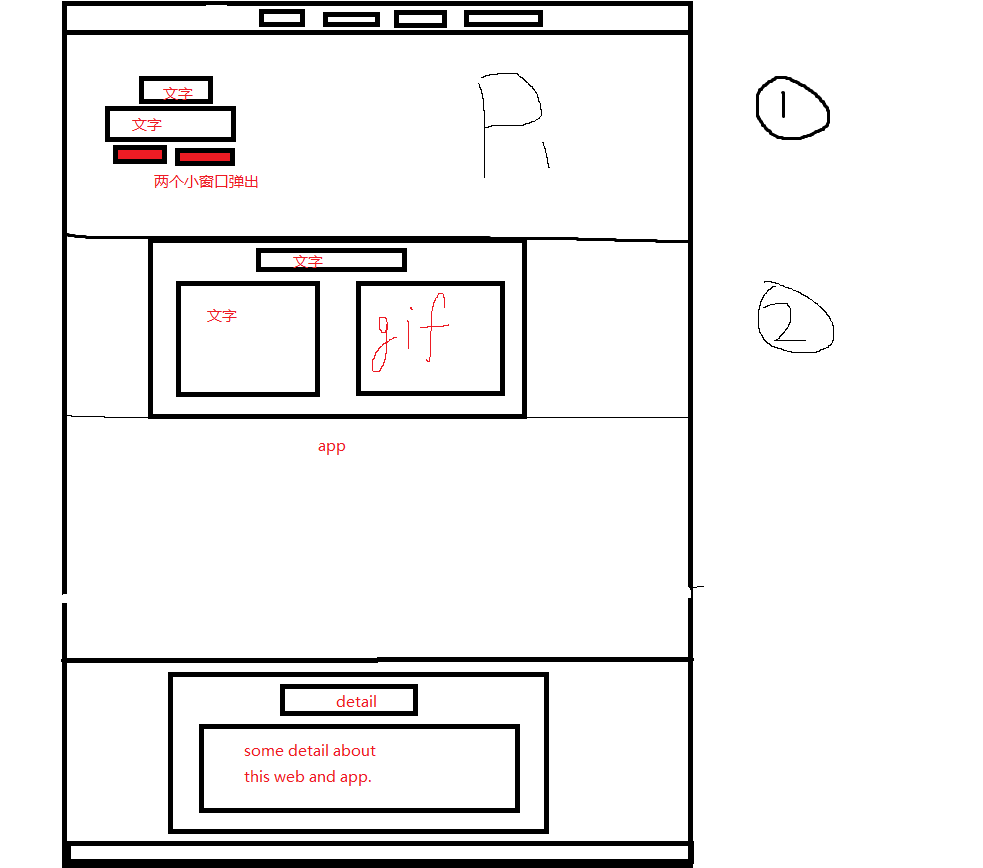 文字
文字
两个小窗口弹出
R
1
文字
文字
gif
2
app
detail
some detail about
this web and app.